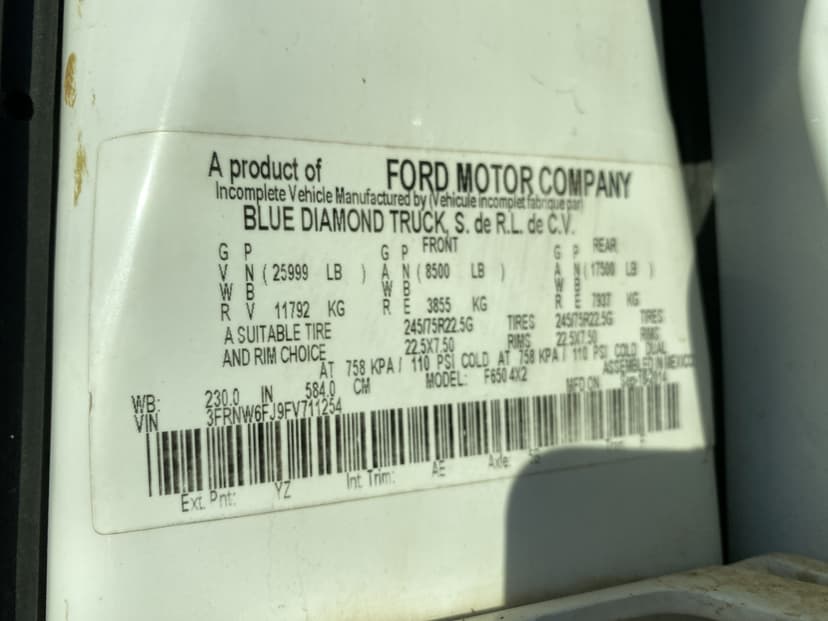 A product of FORD MOTOR COMPANY
Incomplete Vehicle Manufactured by (Vehicule incomplet fabrique par)
BLUE DIAMOND TRUCK, S. de R.L. de C.V.
G P G P FRONT G P REAR
V N ( 25999 LB ) A N (8500 LB ) A N (17500 LB )
W B W B W B
R V 11792 KG R E 3855 KG R E 7937 KG
A SUITABLE TIRE 245/75R22.5G TIRES 245/75R22.5G TIRES
AND RIM CHOICE 22.5X7.50 RIMS 22.5X7.50 RIMS
AT 758 KPA / 110 PSI COLD AT 758 KPA / 110 PSI COLD DUAL
WB: 230.0 IN 584.0 CM MODEL: F650 4X2 ASSEMBLED IN MEXICO
VIN 3FRNW6FJ9FV711254 MFD ON
Ext. Pnt: YZ Int Trim: AE Axle: